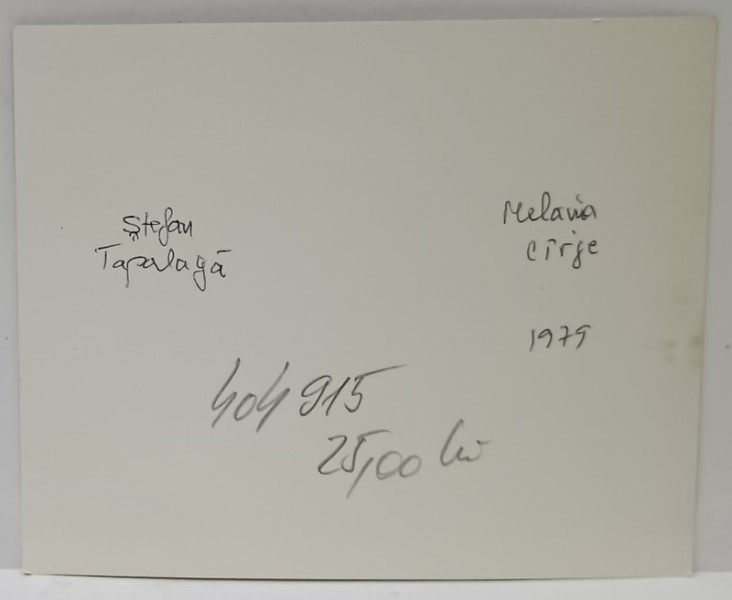 Ștefan
Tapalagă
Melania
Cîrje
1979
404915
25,00 lei